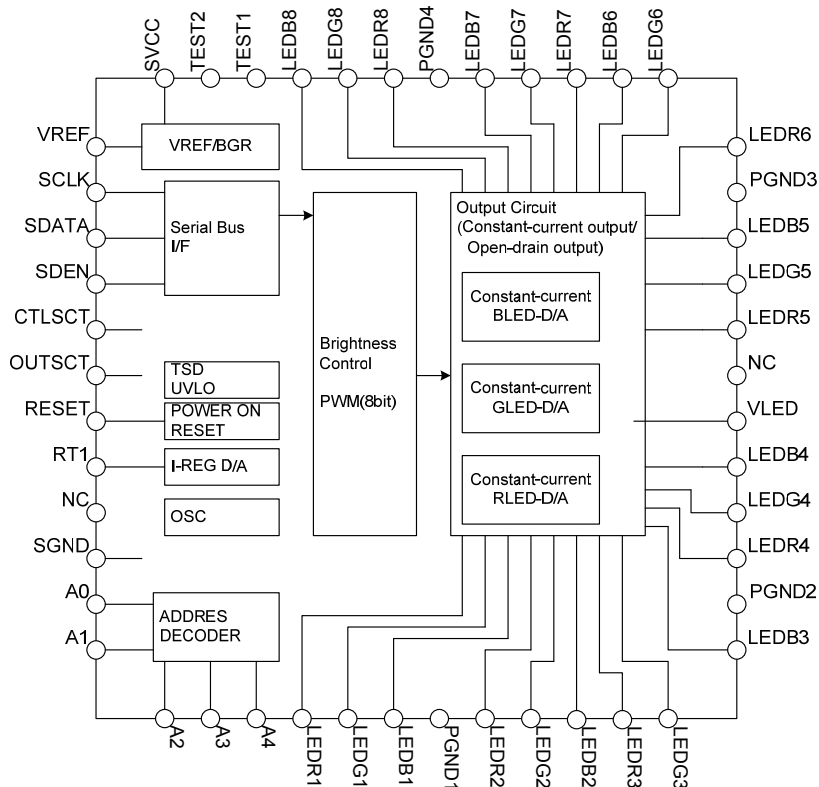 SVCC
TEST2
TEST1
LEDB8
LEDG8
LEDR8
PGND4
LEDB7
LEDG7
LEDR7
LEDB6
LEDG6
VREF
SCLK
SDATA
SDEN
CTLSCT
OUTSCT
RESET
RT1
NC
SGND
A0
A1
VREF/BGR
Serial Bus
I/F
TSD
UVLO
POWER ON
RESET
I-REG D/A
OSC
ADDRES
DECODER
Brightness
Control
PWM(8bit)
Output Circuit
(Constant-current output/
Open-drain output)
Constant-current
BLED-D/A
Constant-current
GLED-D/A
Constant-current
RLED-D/A
LEDR6
PGND3
LEDB5
LEDG5
LEDR5
NC
VLED
LEDB4
LEDG4
LEDR4
PGND2
LEDB3
A2
A3
A4
LEDR1
LEDG1
LEDB1
PGND1
LEDR2
LEDG2
LEDB2
LEDR3
LEDG3